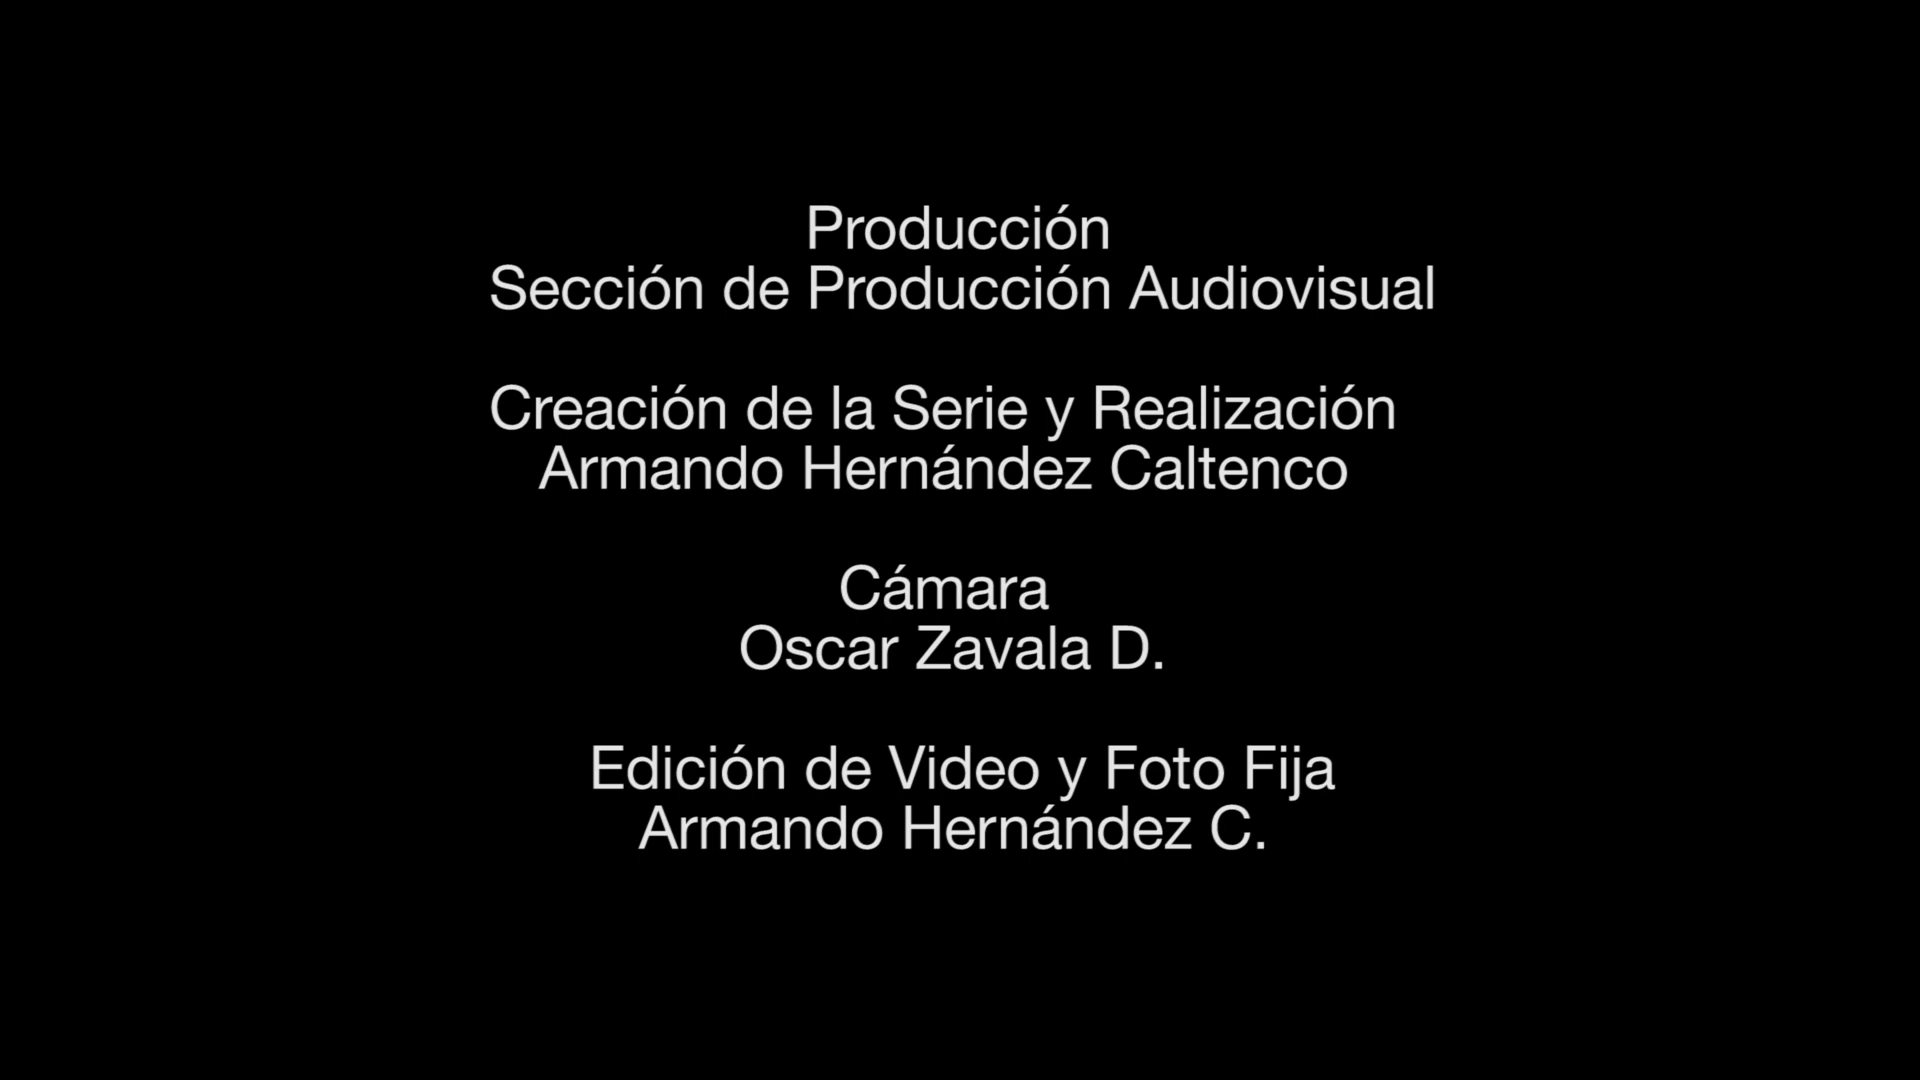 Producción
Sección de Producción Audiovisual
Creación de la Serie y Realización
Armando Hernández Caltenco
Cámara
Oscar Zavala D.
Edición de Video y Foto Fija
Armando Hernández C.